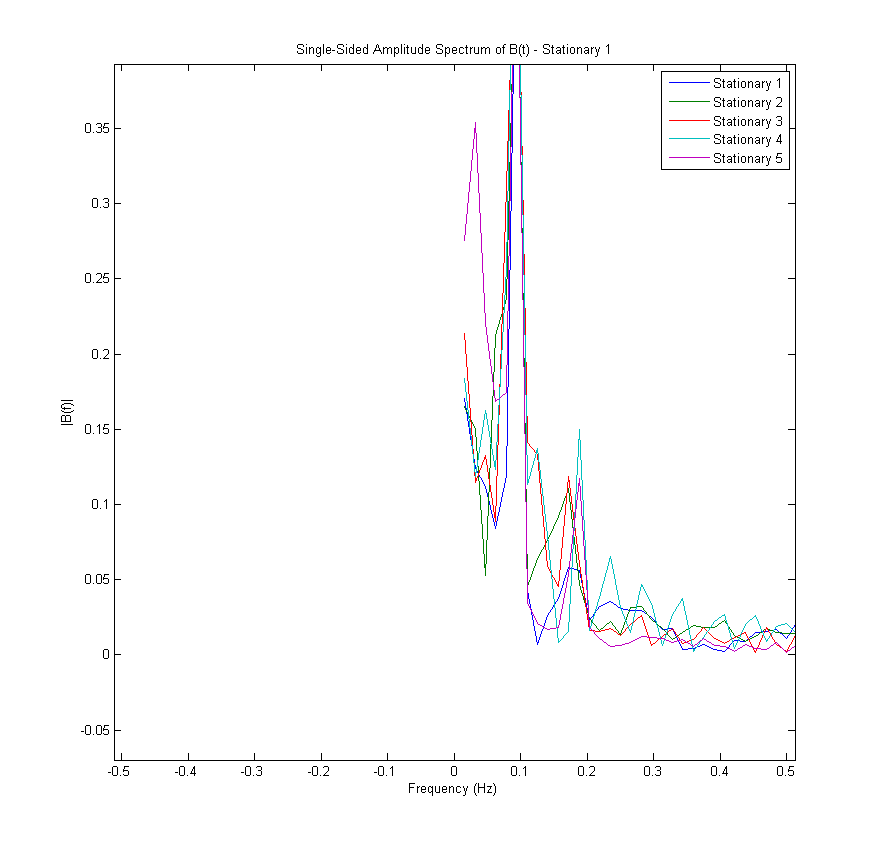 Single-Sided Amplitude Spectrum of B(t) - Stationary 1
Stationary 1
Stationary 2
Stationary 3
Stationary 4
Stationary 5
0.35
0.3
0.25
0.2
0.15
0.1
0.05
0
-0.05
|B(f)|
-0.5 -0.4 -0.3 -0.2 -0.1 0 0.1 0.2 0.3 0.4 0.5
Frequency (Hz)